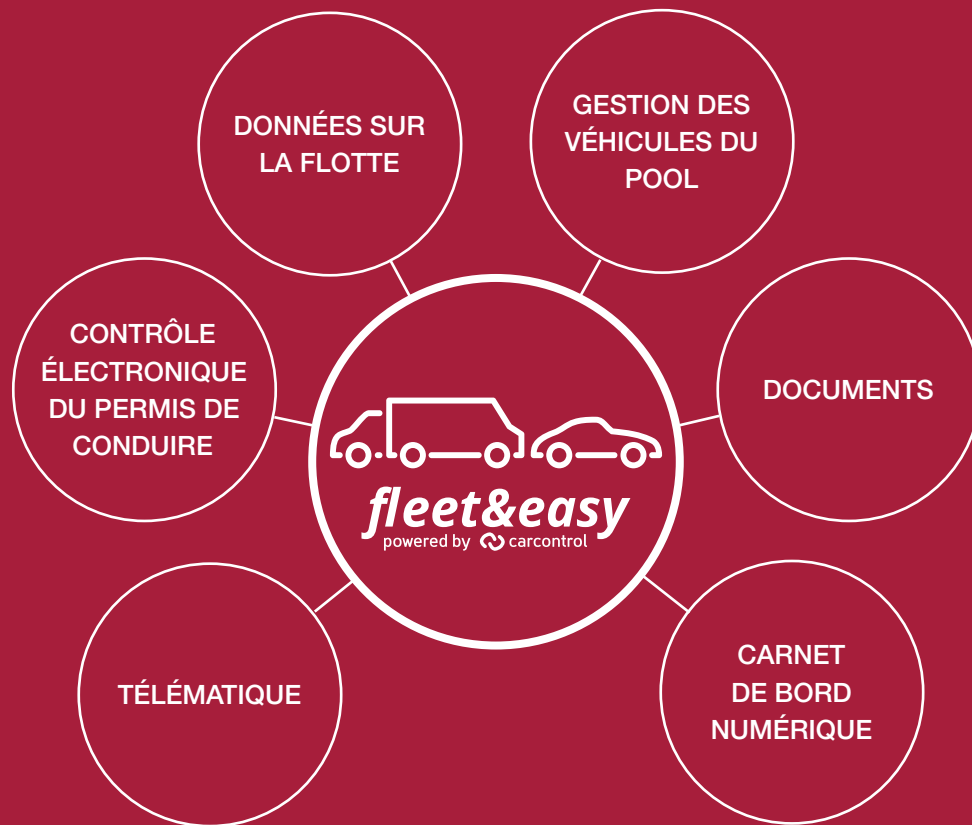 DONNÉES SUR
LA FLOTTE
GESTION DES
VÉHICULES DU
POOL
CONTRÔLE
ÉLECTRONIQUE
DU PERMIS DE
CONDUIRE
DOCUMENTS
fleet&easy
powered by carcontrol
TÉLÉMATIQUE
CARNET
DE BORD
NUMÉRIQUE